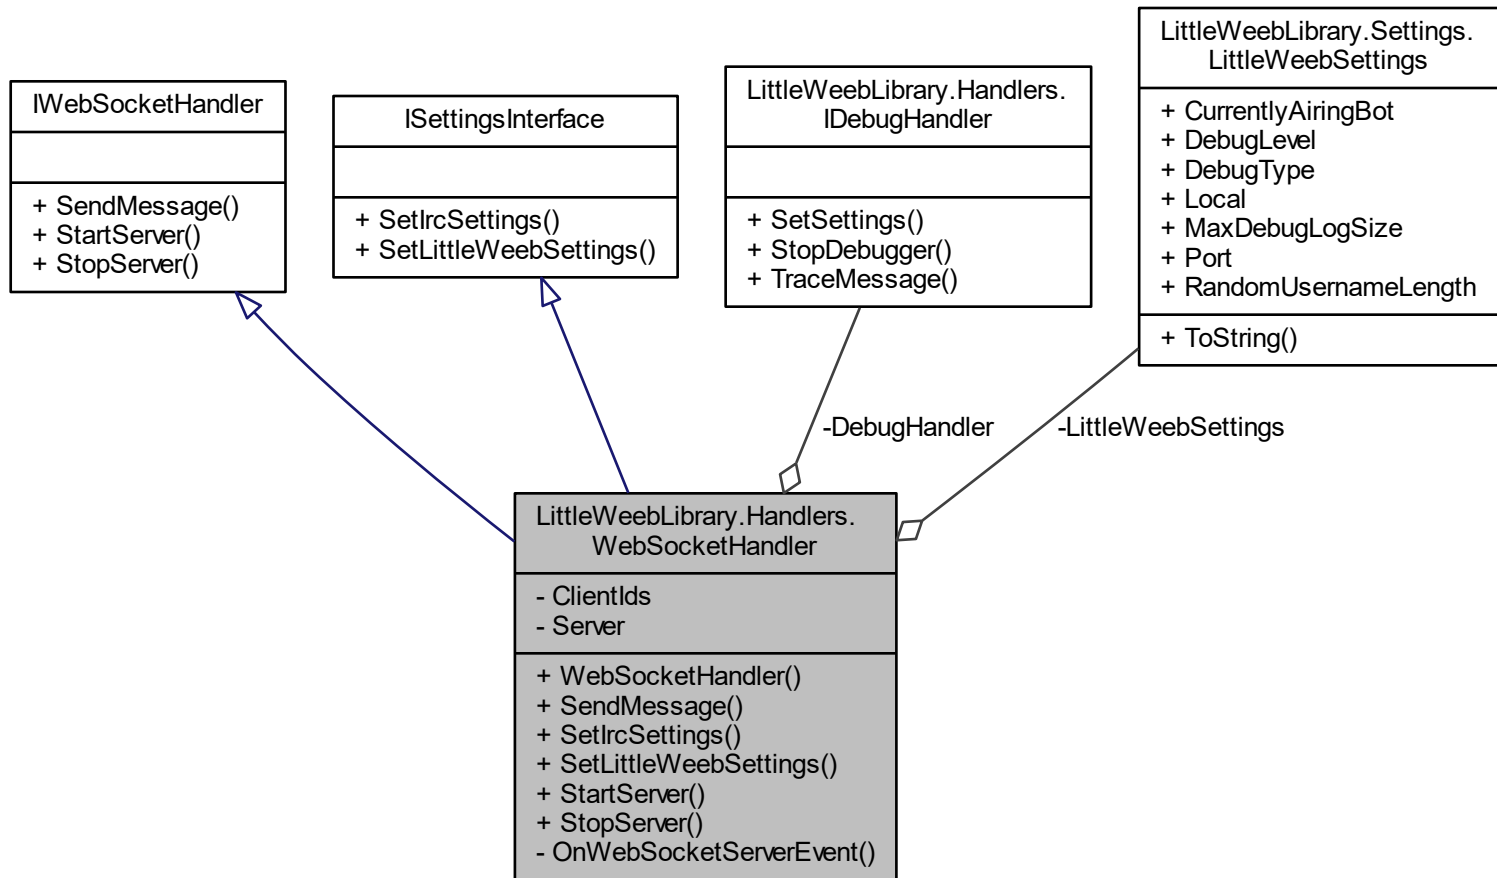 IWebSocketHandler
+ SendMessage()
+ StartServer()
+ StopServer()
ISettingsInterface
+ SetIrcSettings()
+ SetLittleWeebSettings()
LittleWeebLibrary.Handlers.
IDebugHandler
+ SetSettings()
+ StopDebugger()
+ TraceMessage()
LittleWeebLibrary.Settings.
LittleWeebSettings
+ CurrentlyAiringBot
+ DebugLevel
+ DebugType
+ Local
+ MaxDebugLogSize
+ Port
+ RandomUsernameLength
+ ToString()
-DebugHandler
-LittleWeebSettings
LittleWeebLibrary.Handlers.
WebSocketHandler
- ClientIds
- Server
+ WebSocketHandler()
+ SendMessage()
+ SetIrcSettings()
+ SetLittleWeebSettings()
+ StartServer()
+ StopServer()
- OnWebSocketServerEvent()